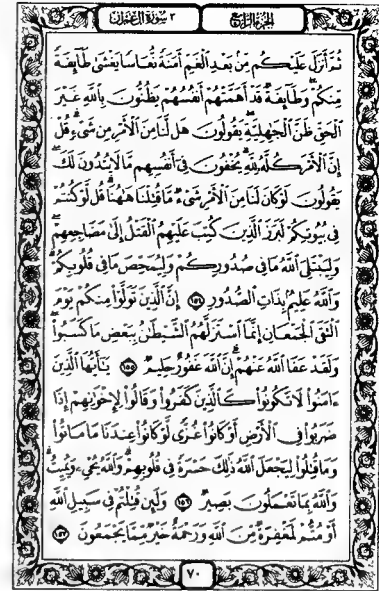 الجزء الرابع
٣ سورة آل عمران
ثُمَّ أَنزَلَ عَلَيْكُم مِّنۢ بَعْدِ ٱلْغَمِّ أَمَنَةً نُّعَاسًا يَغْشَىٰ طَآئِفَةً
مِّنكُمْ ۖ وَطَآئِفَةٌ قَدْ أَهَمَّتْهُمْ أَنفُسُهُمْ يَظُنُّونَ بِٱللَّهِ غَيْرَ
ٱلْحَقِّ ظَنَّ ٱلْجَٰهِلِيَّةِ ۖ يَقُولُونَ هَل لَّنَا مِنَ ٱلْأَمْرِ مِن شَىْءٍ ۗ قُلْ
إِنَّ ٱلْأَمْرَ كُلَّهُۥ لِلَّهِ ۗ يُخْفُونَ فِىٓ أَنفُسِهِم مَّا لَا يُبْدُونَ لَكَ ۖ
يَقُولُونَ لَوْ كَانَ لَنَا مِنَ ٱلْأَمْرِ شَىْءٌ مَّا قُتِلْنَا هَٰهُنَا ۗ قُل لَّوْ كُنتُمْ
فِى بُيُوتِكُمْ لَبَرَزَ ٱلَّذِينَ كُتِبَ عَلَيْهِمُ ٱلْقَتْلُ إِلَىٰ مَضَاجِعِهِمْ ۖ
وَلِيَبْتَلِىَ ٱللَّهُ مَا فِى صُدُورِكُمْ وَلِيُمَحِّصَ مَا فِى قُلُوبِكُمْ ۗ
وَٱللَّهُ عَلِيمٌۢ بِذَاتِ ٱلصُّدُورِ ١٥٤ إِنَّ ٱلَّذِينَ تَوَلَّوْا۟ مِنكُمْ يَوْمَ
ٱلْتَقَى ٱلْجَمْعَانِ إِنَّمَا ٱسْتَزَلَّهُمُ ٱلشَّيْطَٰنُ بِبَعْضِ مَا كَسَبُوا۟ ۖ
وَلَقَدْ عَفَا ٱللَّهُ عَنْهُمْ ۗ إِنَّ ٱللَّهَ غَفُورٌ حَلِيمٌ ١٥٥ يَٰٓأَيُّهَا ٱلَّذِينَ
ءَامَنُوا۟ لَا تَكُونُوا۟ كَٱلَّذِينَ كَفَرُوا۟ وَقَالُوا۟ لِإِخْوَٰنِهِمْ إِذَا
ضَرَبُوا۟ فِى ٱلْأَرْضِ أَوْ كَانُوا۟ غُزًّى لَّوْ كَانُوا۟ عِندَنَا مَا مَاتُوا۟
وَمَا قُتِلُوا۟ لِيَجْعَلَ ٱللَّهُ ذَٰلِكَ حَسْرَةً فِى قُلُوبِهِمْ ۗ وَٱللَّهُ يُحْىِۦ وَيُمِيتُ ۗ
وَٱللَّهُ بِمَا تَعْمَلُونَ بَصِيرٌ ١٥٦ وَلَئِن قُتِلْتُمْ فِى سَبِيلِ ٱللَّهِ
أَوْ مُتُّمْ لَمَغْفِرَةٌ مِّنَ ٱللَّهِ وَرَحْمَةٌ خَيْرٌ مِّمَّا يَجْمَعُونَ ١٥٧
٧٠